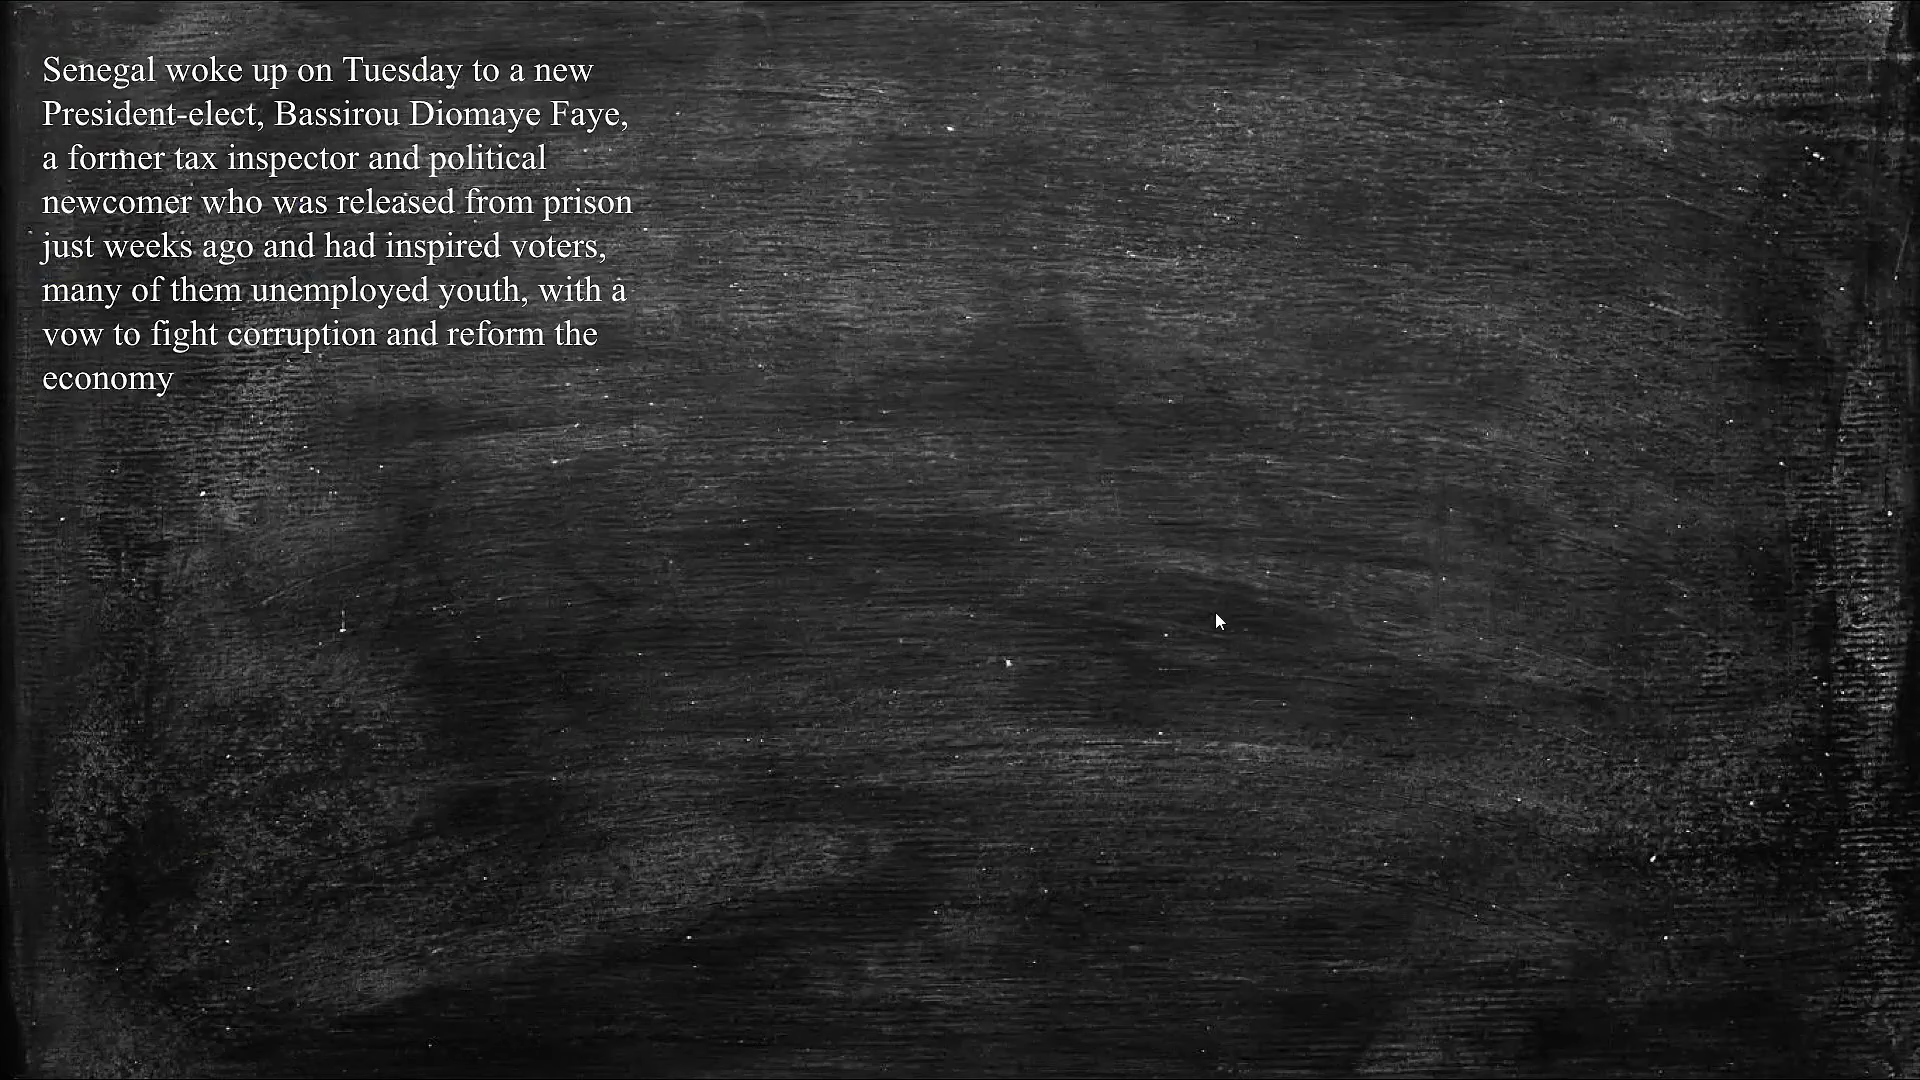 Senegal woke up on Tuesday to a new
President-elect, Bassirou Diomaye Faye,
a former tax inspector and political
newcomer who was released from prison
just weeks ago and had inspired voters,
many of them unemployed youth, with a
vow to fight corruption and reform the
economy